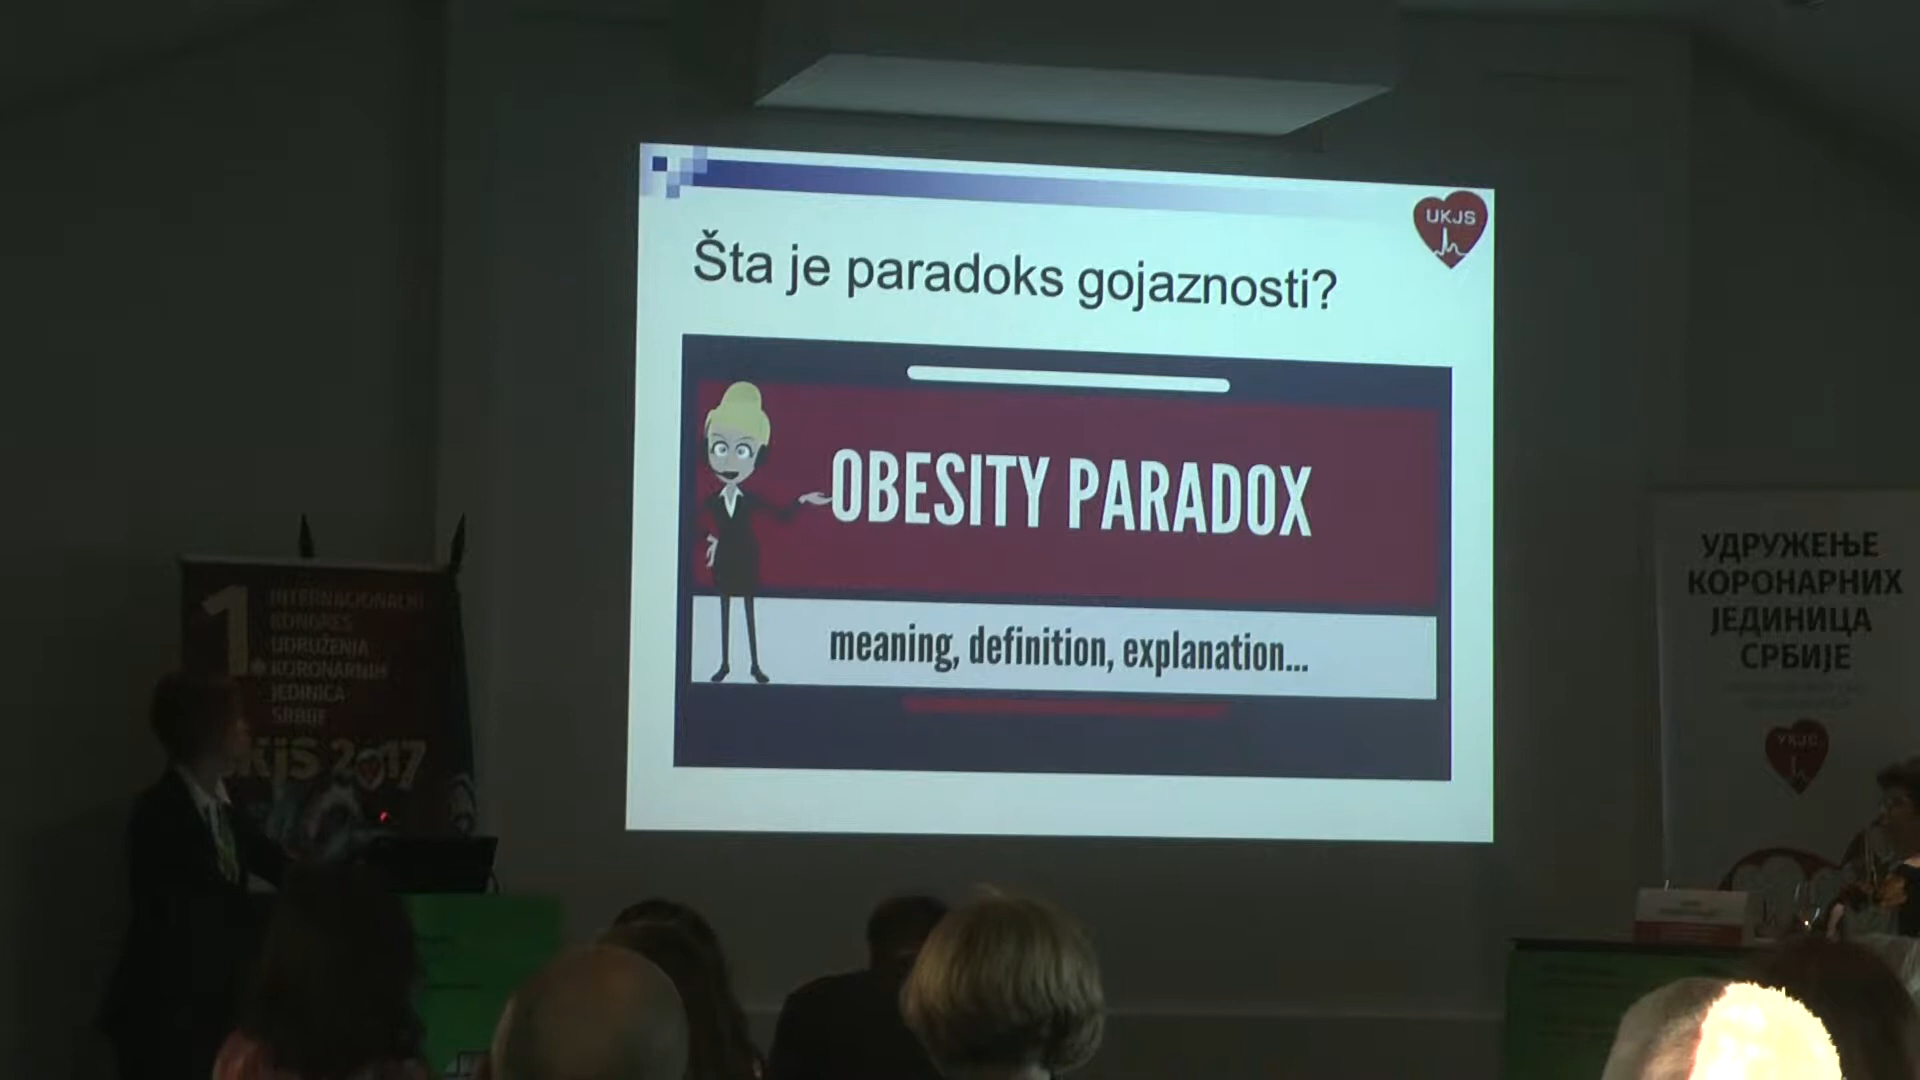 UKJS
Šta je paradoks gojaznosti?
OBESITY PARADOX
meaning, definition, explanation...
1
INTERNACIONALNI
KONGRES
UDRUŽENJA
KORONARNIH
JEDINICA
SRBIJE
UKJS 2017
УДРУЖЕЊЕ
КОРОНАРНИХ
ЈЕДИНИЦА
СРБИЈЕ
УКЈС